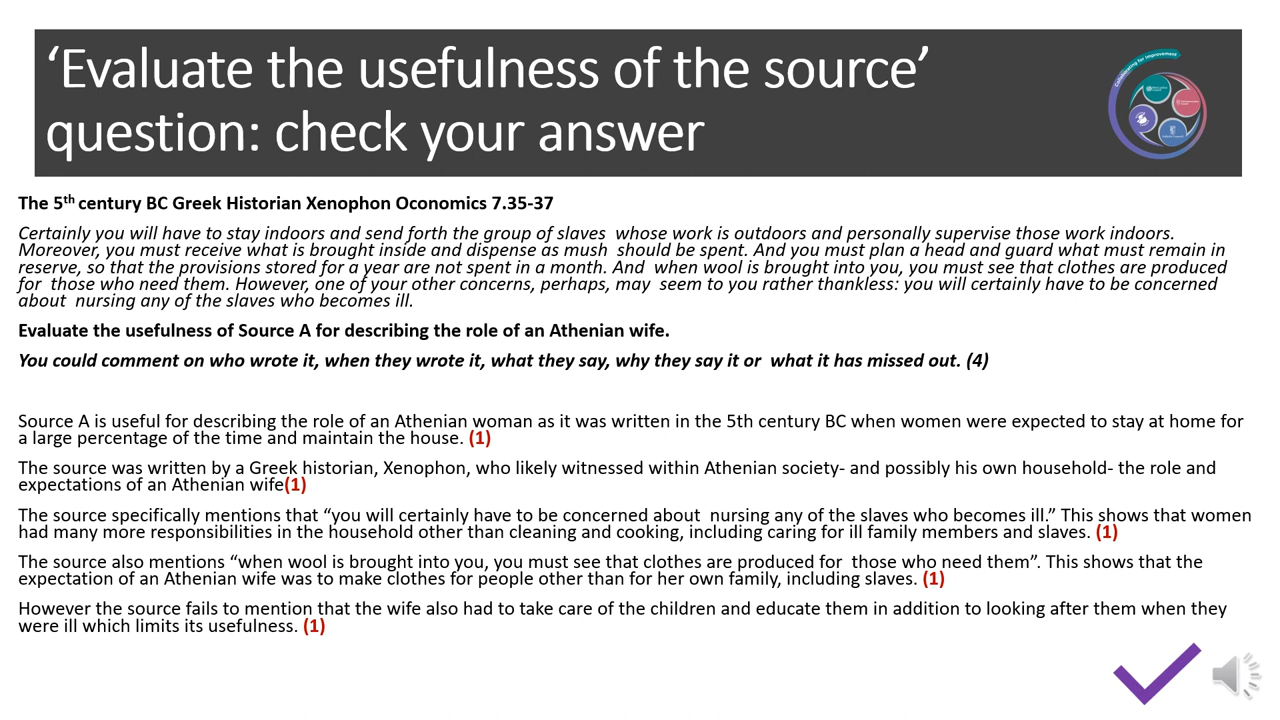 ‘Evaluate the usefulness of the source’
question: check your answer
Collaborating for Improvement
The 5th century BC Greek Historian Xenophon Oconomics 7.35-37
Certainly you will have to stay indoors and send forth the group of slaves whose work is outdoors and personally supervise those work indoors.
Moreover, you must receive what is brought inside and dispense as mush should be spent. And you must plan a head and guard what must remain in
reserve, so that the provisions stored for a year are not spent in a month. And when wool is brought into you, you must see that clothes are produced
for those who need them. However, one of your other concerns, perhaps, may seem to you rather thankless: you will certainly have to be concerned
about nursing any of the slaves who becomes ill.
Evaluate the usefulness of Source A for describing the role of an Athenian wife.
You could comment on who wrote it, when they wrote it, what they say, why they say it or what it has missed out. (4)
Source A is useful for describing the role of an Athenian woman as it was written in the 5th century BC when women were expected to stay at home for
a large percentage of the time and maintain the house. (1)
The source was written by a Greek historian, Xenophon, who likely witnessed within Athenian society- and possibly his own household- the role and
expectations of an Athenian wife(1)
The source specifically mentions that “you will certainly have to be concerned about nursing any of the slaves who becomes ill.” This shows that women
had many more responsibilities in the household other than cleaning and cooking, including caring for ill family members and slaves. (1)
The source also mentions “when wool is brought into you, you must see that clothes are produced for those who need them”. This shows that the
expectation of an Athenian wife was to make clothes for people other than for her own family, including slaves. (1)
However the source fails to mention that the wife also had to take care of the children and educate them in addition to looking after them when they
were ill which limits its usefulness. (1)